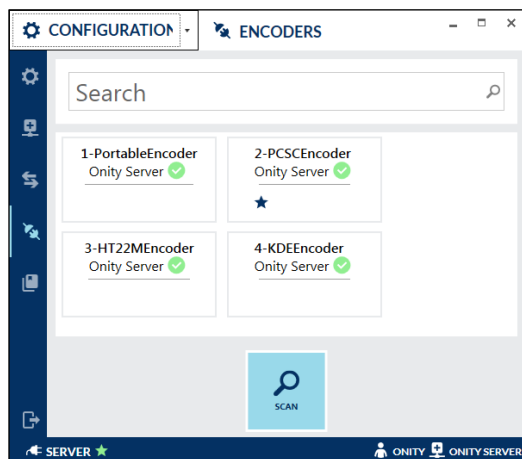 CONFIGURATION
ENCODERS
Search
1-PortableEncoder
Onity Server
2-PCSCEncoder
Onity Server
3-HT22MEncoder
Onity Server
4-KDEEncoder
Onity Server
SCAN
SERVER
ONITY
ONITY SERVER